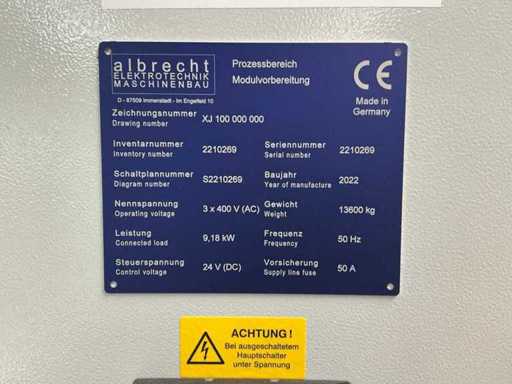 albrecht
ELEKTROTECHNIK
MASCHINENBAU
D - 87509 Immenstadt - Im Engelfeld 10
Prozessbereich
Modulvorbereitung
CE
Made in
Germany
Zeichnungsnummer XJ 100 000 000
Drawing number
Inventarnummer 2210269 Seriennummer 2210269
Inventory number Serial number
Schaltplannummer S2210269 Baujahr 2022
Diagram number Year of manufacture
Nennspannung 3 x 400 V (AC) Gewicht 13600 kg
Operating voltage Weight
Leistung 9,18 kW Frequenz 50 Hz
Connected load Frequency
Steuerspannung 24 V (DC) Vorsicherung 50 A
Control voltage Supply line fuse
ACHTUNG !
Bei ausgeschaltetem
Hauptschalter
unter Spannung